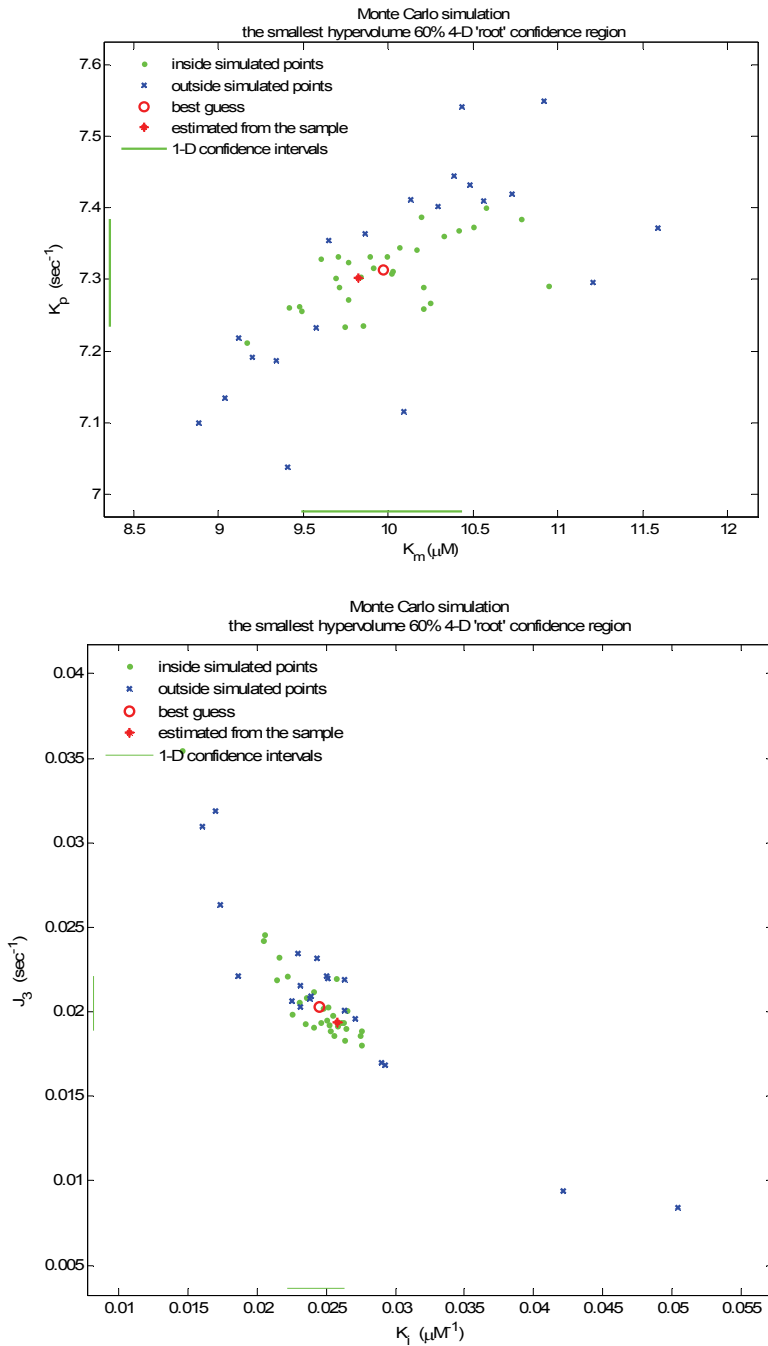 Monte Carlo simulation
the smallest hypervolume 60% 4-D 'root' confidence region
inside simulated points
outside simulated points
best guess
estimated from the sample
1-D confidence intervals
7.6
7.5
7.4
7.3
7.2
7.1
7
K_p (sec⁻¹)
8.5 9 9.5 10 10.5 11 11.5 12
K_m (μM)
Monte Carlo simulation
the smallest hypervolume 60% 4-D 'root' confidence region
inside simulated points
outside simulated points
best guess
estimated from the sample
1-D confidence intervals
0.04
0.035
0.03
0.025
0.02
0.015
0.01
0.005
J_3 (sec⁻¹)
0.01 0.015 0.02 0.025 0.03 0.035 0.04 0.045 0.05 0.055
K_i (μM⁻¹)